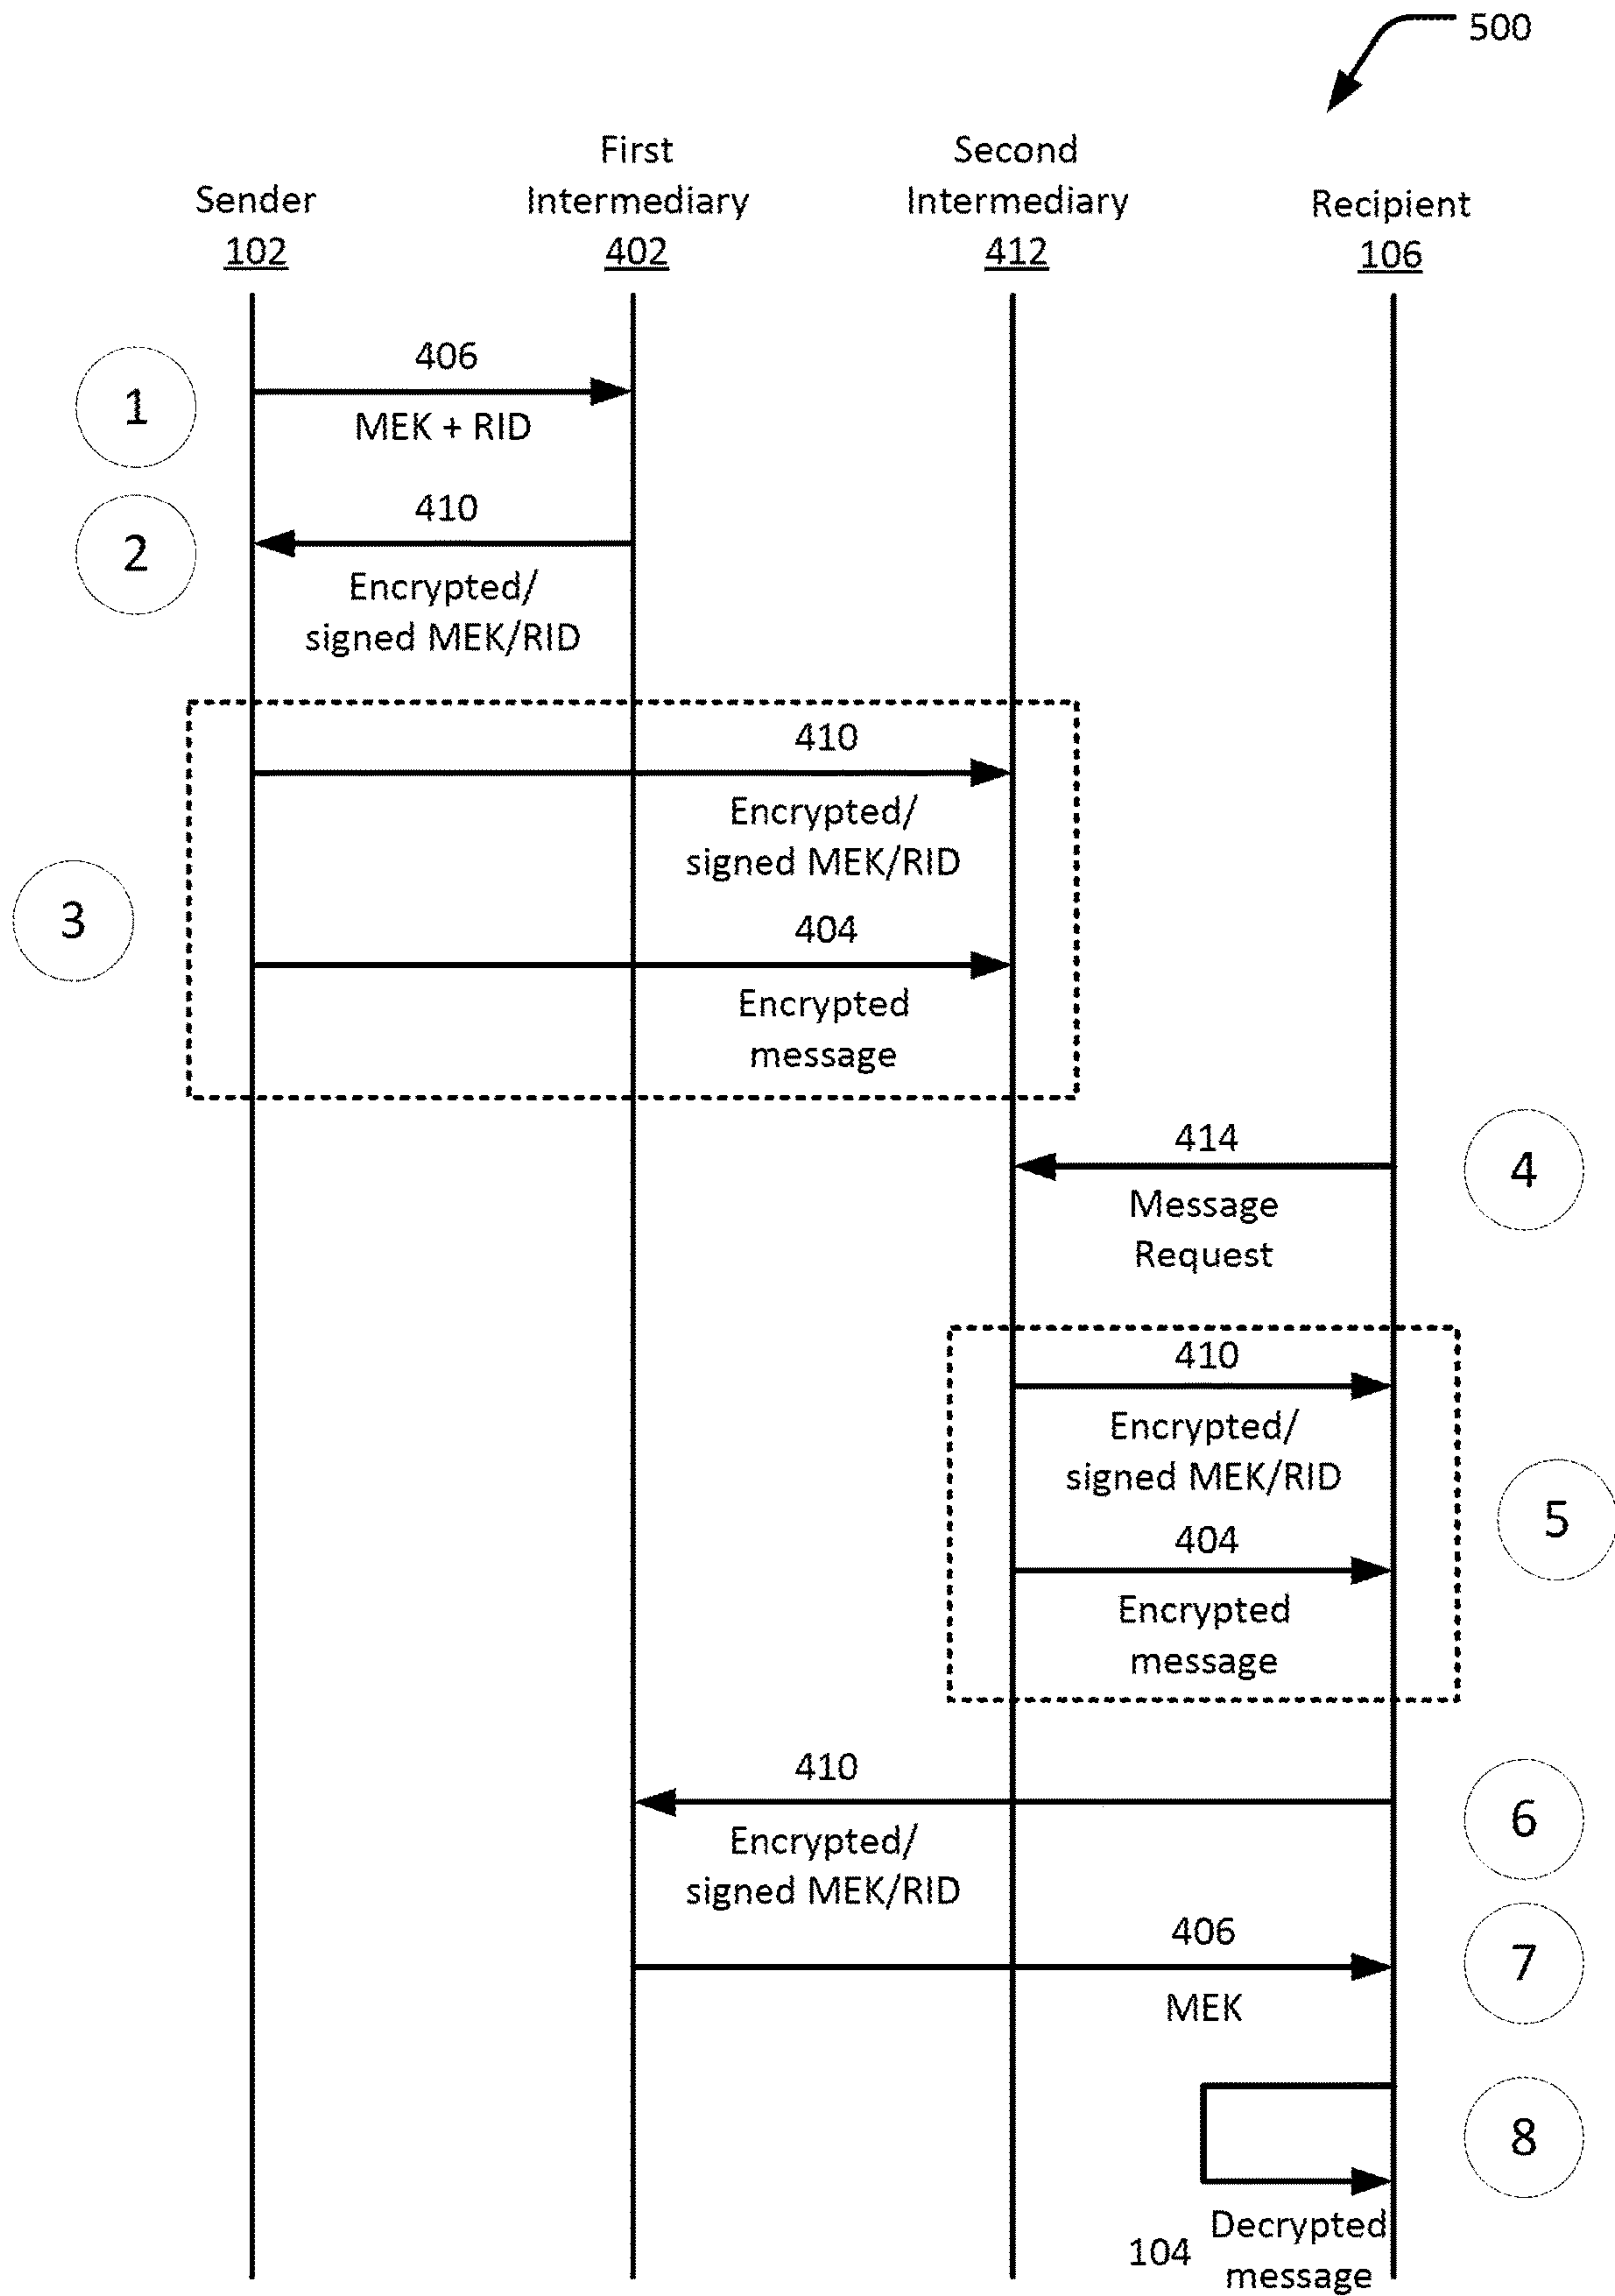 500
First
Second
Sender
Intermediary
Intermediary
Recipient
102
402
412
106
1
406
MEK + RID
2
410
Encrypted/
signed MEK/RID
3
410
Encrypted/
signed MEK/RID
404
Encrypted
message
414
4
Message
Request
410
Encrypted/
signed MEK/RID
5
404
Encrypted
message
410
6
Encrypted/
signed MEK/RID
406
7
MEK
8
Decrypted
104
message